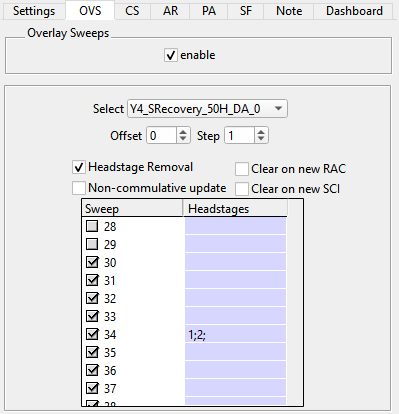 Settings OVS CS AR PA SF Note Dashboard
Overlay Sweeps
enable
Select Y4_SRecovery_50H_DA_0
Offset 0 Step 1
Headstage Removal Clear on new RAC
Non-commulative update Clear on new SCI
Sweep Headstages
28
29
30
31
32
33
34 1;2;
35
36
37
38